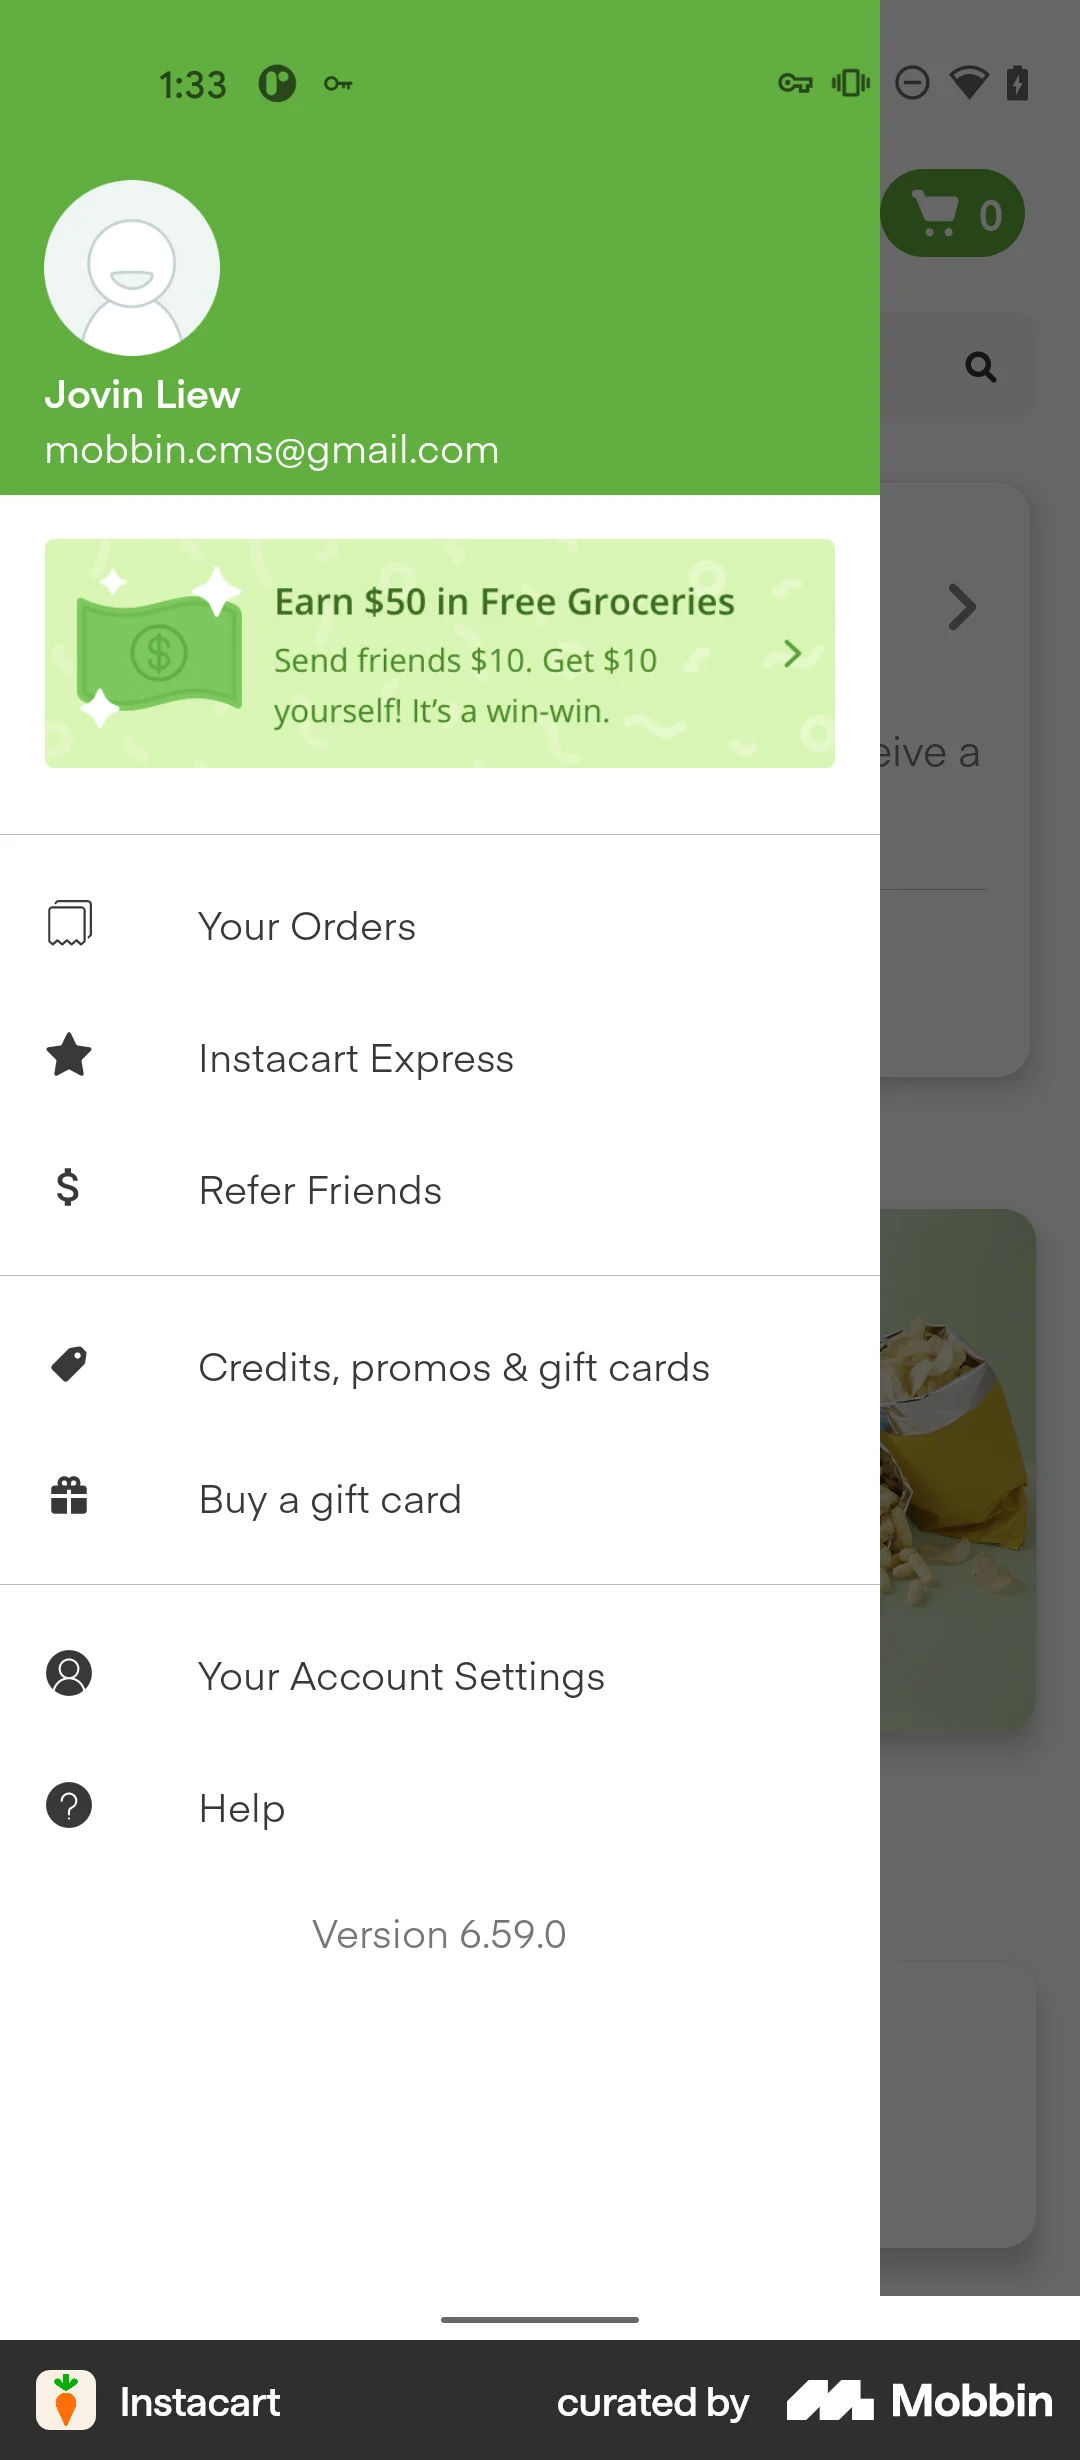 1:33
0
Jovin Liew
mobbin.cms@gmail.com
Earn $50 in Free Groceries
Send friends $10. Get $10
yourself! It’s a win-win.
eive a
Your Orders
Instacart Express
$ Refer Friends
Credits, promos & gift cards
Buy a gift card
Your Account Settings
? Help
Version 6.59.0
Instacart
curated by Mobbin